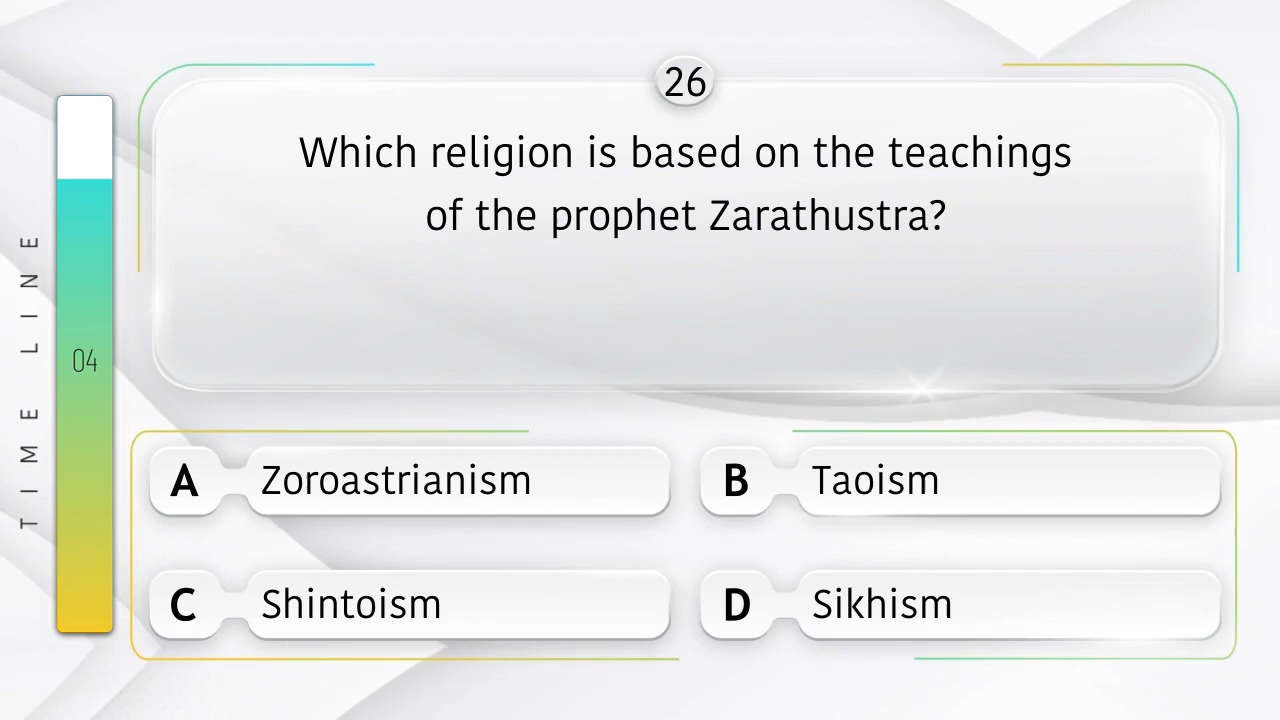 26
Which religion is based on the teachings
of the prophet Zarathustra?
TIME LINE
04
A Zoroastrianism
B Taoism
C Shintoism
D Sikhism